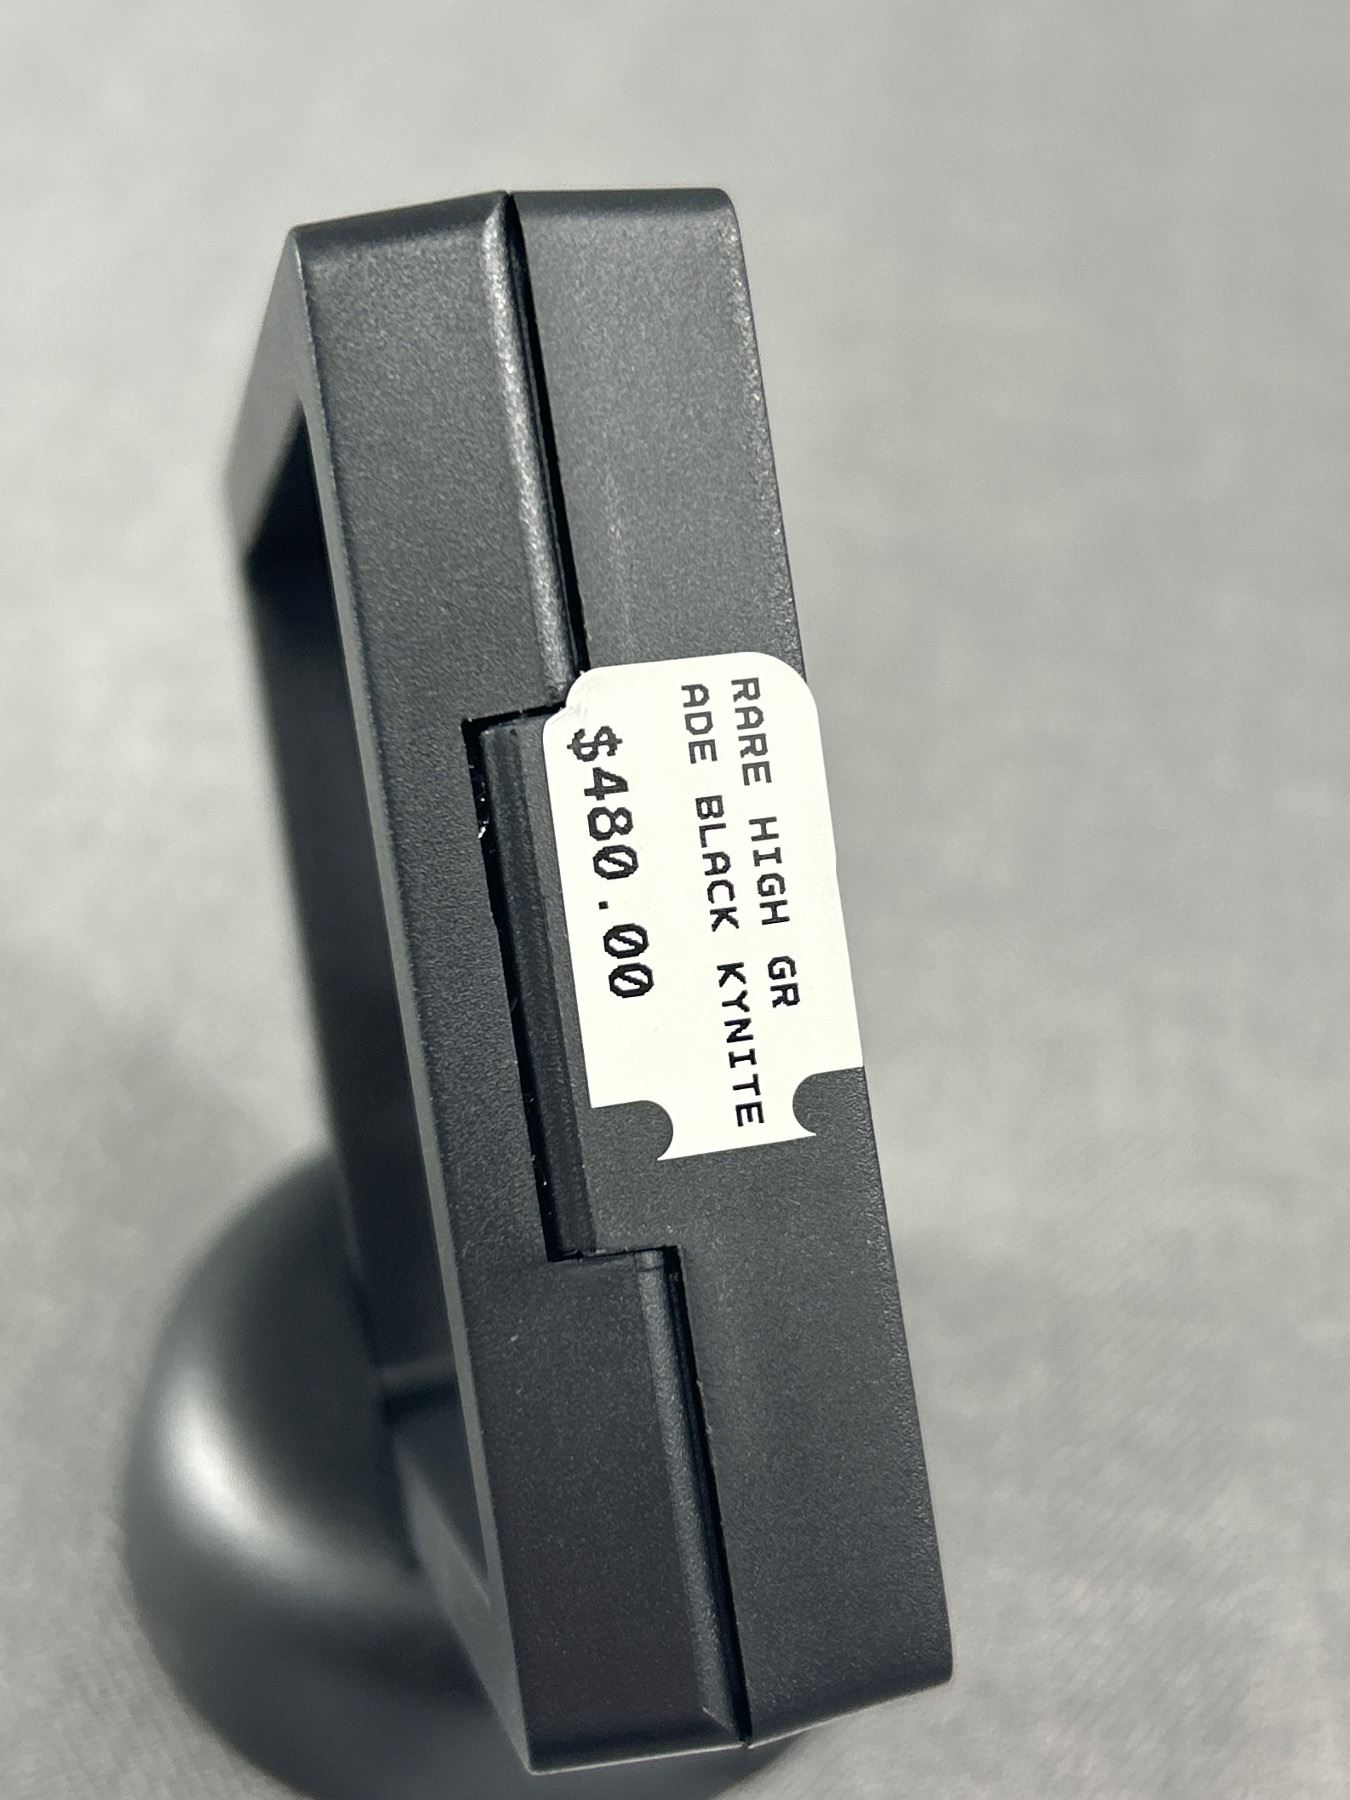 RARE HIGH GR
ADE BLACK KYNITE
$480.00